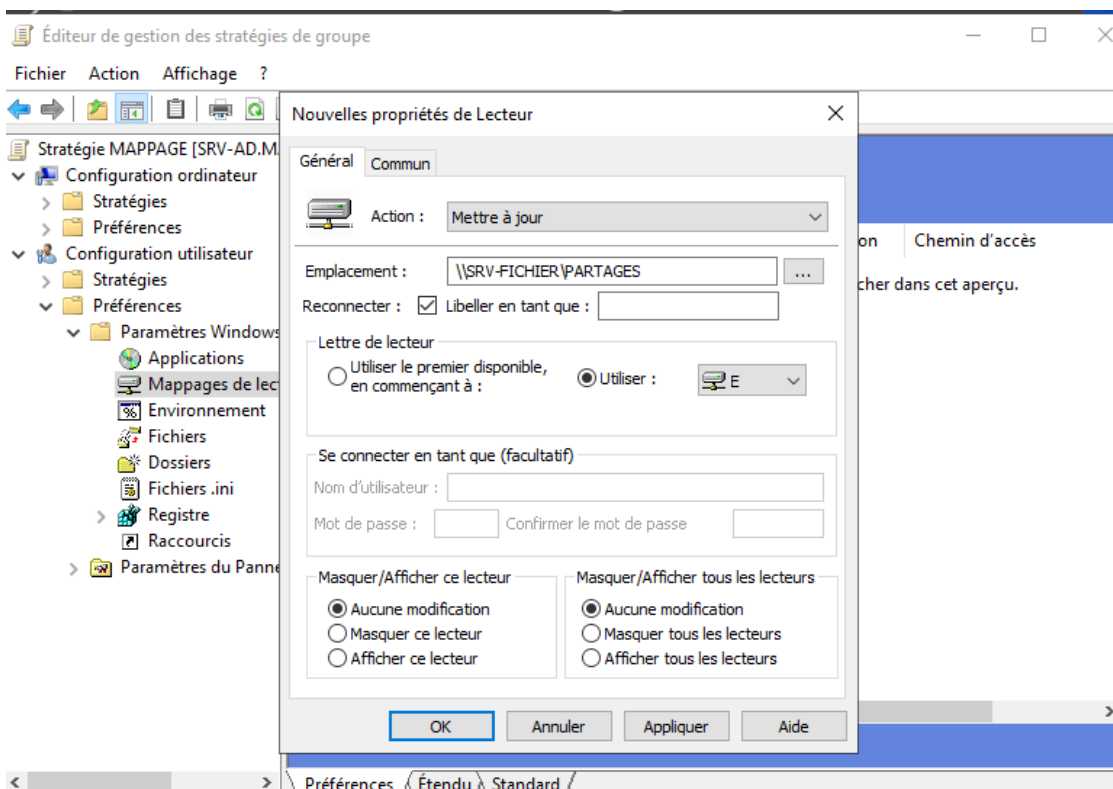 Éditeur de gestion des stratégies de groupe
Fichier Action Affichage ?
Stratégie MAPPAGE [SRV-AD.M
Configuration ordinateur
Stratégies
Préférences
Configuration utilisateur
Stratégies
Préférences
Paramètres Windows
Applications
Mappages de lect
Environnement
Fichiers
Dossiers
Fichiers .ini
Registre
Raccourcis
Paramètres du Panne
Nouvelles propriétés de Lecteur
Général Commun
Action : Mettre à jour
Emplacement : \\SRV-FICHIER\PARTAGES ...
Reconnecter : Libeller en tant que :
Lettre de lecteur
Utiliser le premier disponible,
en commençant à :
Utiliser : E
Se connecter en tant que (facultatif)
Nom d'utilisateur :
Mot de passe : Confirmer le mot de passe
Masquer/Afficher ce lecteur
Aucune modification
Masquer ce lecteur
Afficher ce lecteur
Masquer/Afficher tous les lecteurs
Aucune modification
Masquer tous les lecteurs
Afficher tous les lecteurs
OK Annuler Appliquer Aide
on Chemin d'accès
cher dans cet aperçu.
Préférences Étendu Standard